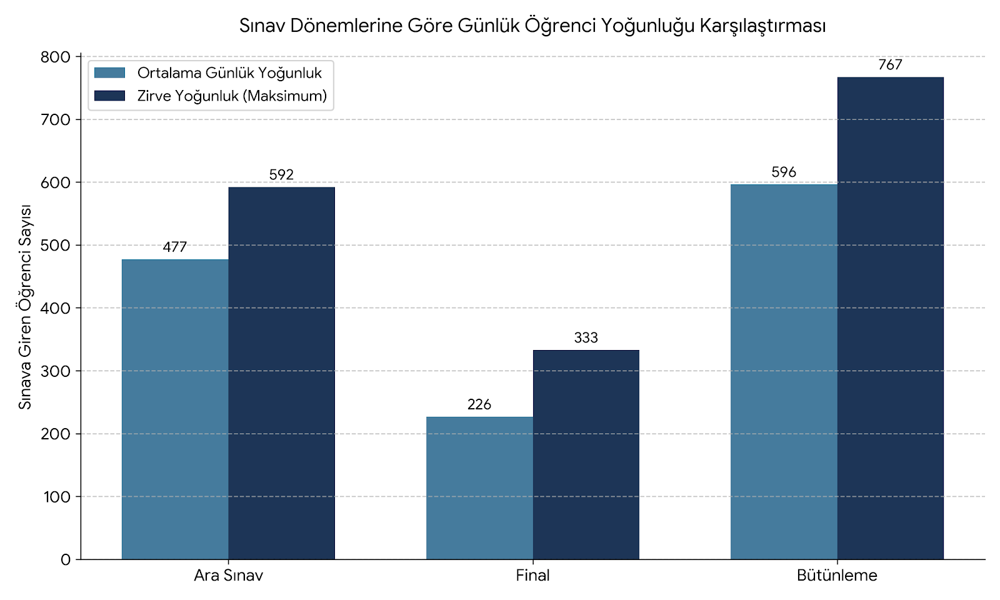 Sınav Dönemlerine Göre Günlük Öğrenci Yoğunluğu Karşılaştırması
Ortalama Günlük Yoğunluk
Zirve Yoğunluk (Maksimum)
Sınava Giren Öğrenci Sayısı
800
700
600
500
400
300
200
100
0
477
592
226
333
596
767
Ara Sınav
Final
Bütünleme